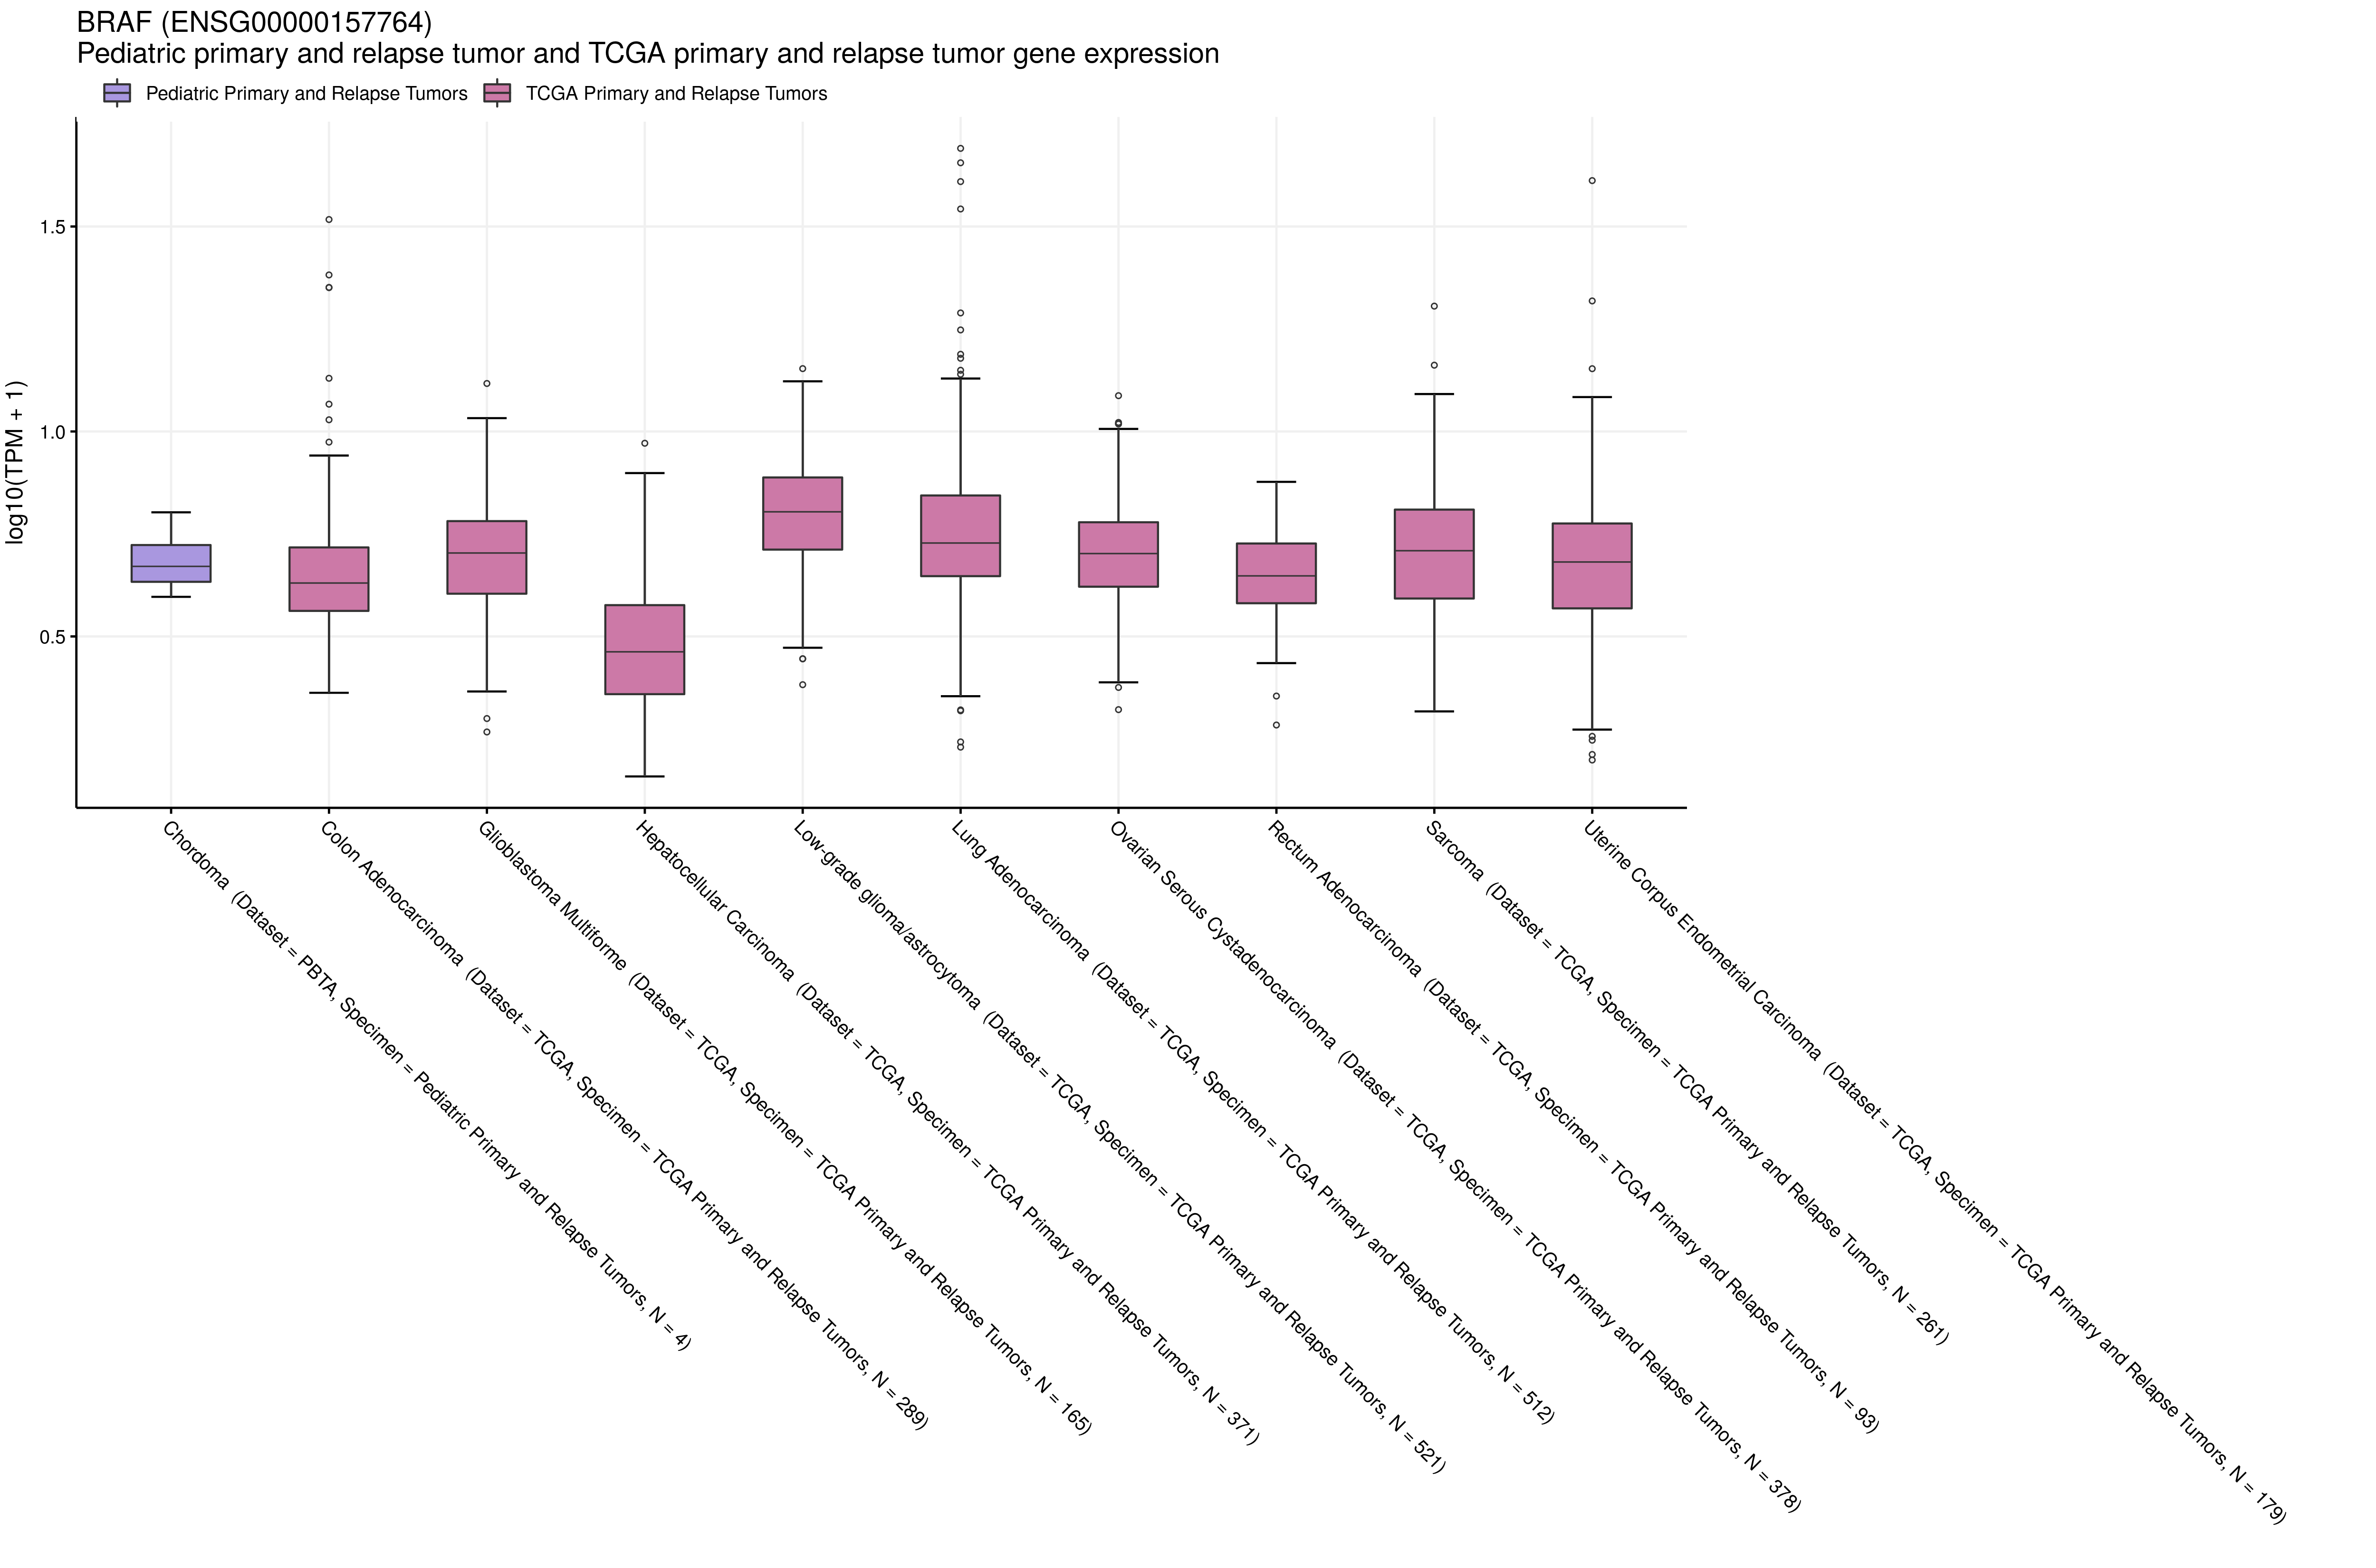 BRAF (ENSG00000157764)
Pediatric primary and relapse tumor and TCGA primary and relapse tumor gene expression
Pediatric Primary and Relapse Tumors
TCGA Primary and Relapse Tumors
log10(TPM + 1)
1.5
1.0
0.5
Chordoma (Dataset = PBTA, Specimen = Pediatric Primary and Relapse Tumors, N = 4)
Colon Adenocarcinoma (Dataset = TCGA, Specimen = TCGA Primary and Relapse Tumors, N = 289)
Glioblastoma Multiforme (Dataset = TCGA, Specimen = TCGA Primary and Relapse Tumors, N = 165)
Hepatocellular Carcinoma (Dataset = TCGA, Specimen = TCGA Primary and Relapse Tumors, N = 371)
Low-grade glioma/astrocytoma (Dataset = TCGA, Specimen = TCGA Primary and Relapse Tumors, N = 521)
Lung Adenocarcinoma (Dataset = TCGA, Specimen = TCGA Primary and Relapse Tumors, N = 512)
Ovarian Serous Cystadenocarcinoma (Dataset = TCGA, Specimen = TCGA Primary and Relapse Tumors, N = 378)
Rectum Adenocarcinoma (Dataset = TCGA, Specimen = TCGA Primary and Relapse Tumors, N = 93)
Sarcoma (Dataset = TCGA, Specimen = TCGA Primary and Relapse Tumors, N = 261)
Uterine Corpus Endometrial Carcinoma (Dataset = TCGA, Specimen = TCGA Primary and Relapse Tumors, N = 179)